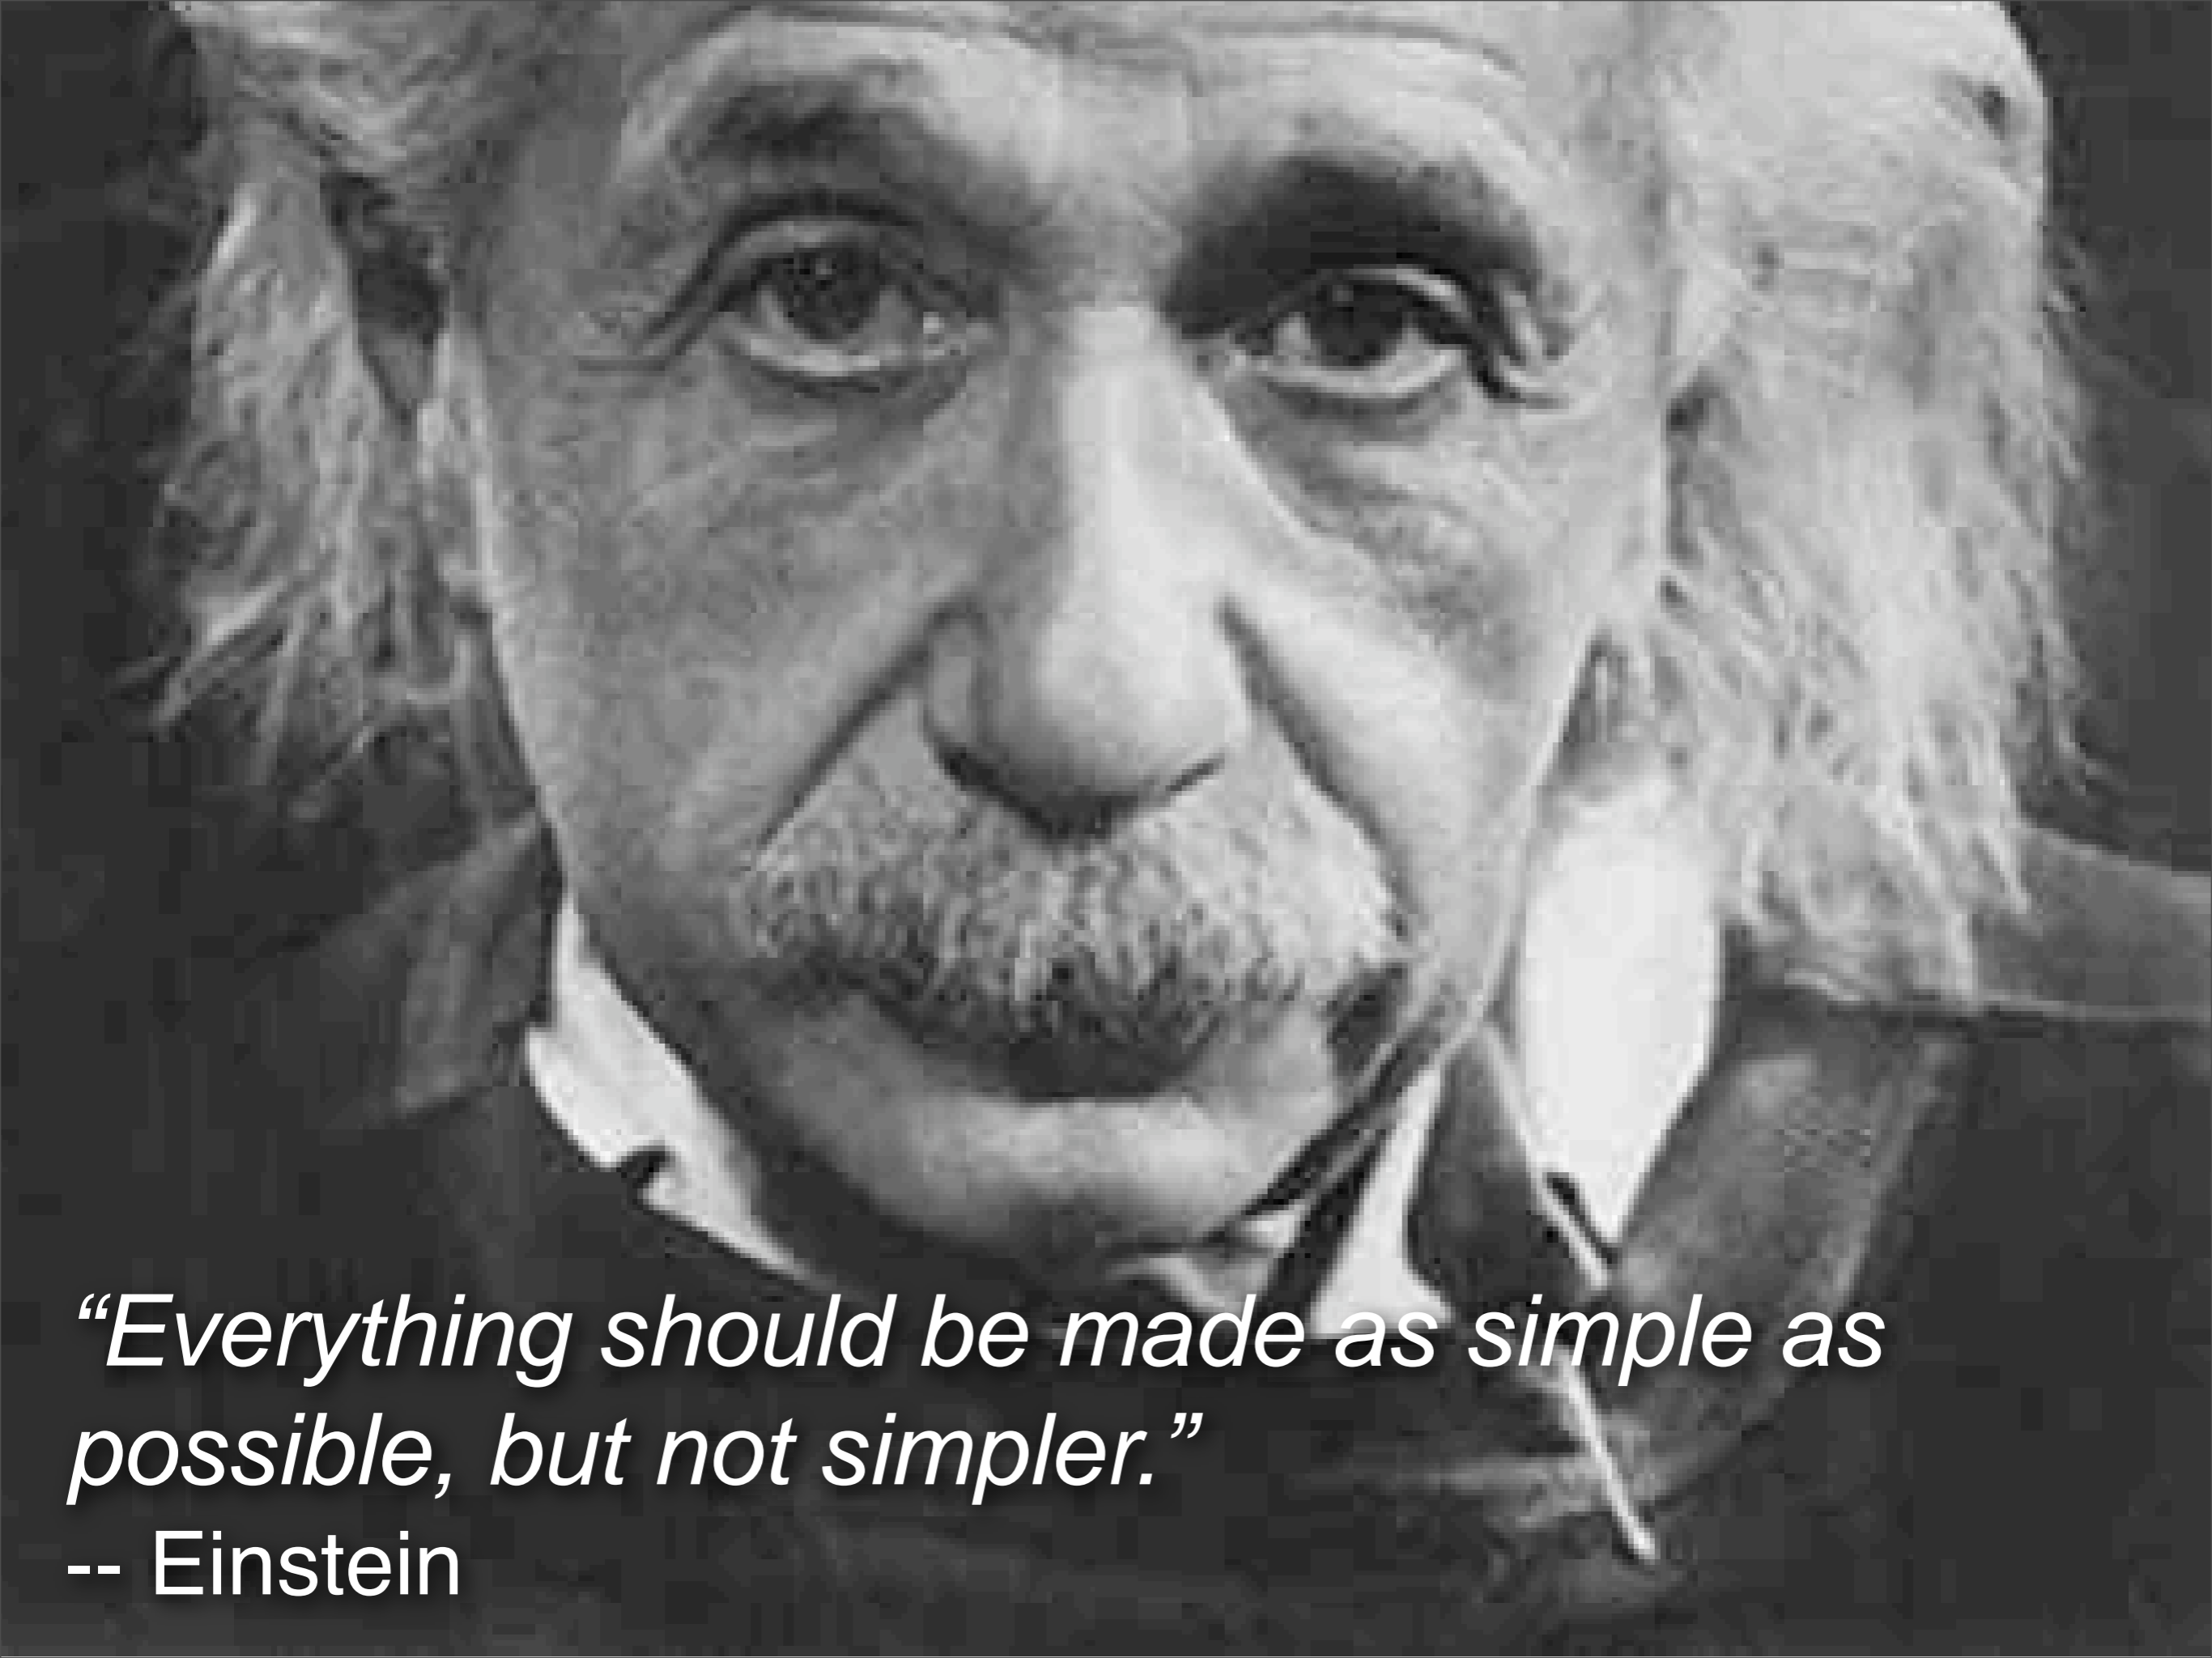 “Everything should be made as simple as
possible, but not simpler.”
-- Einstein